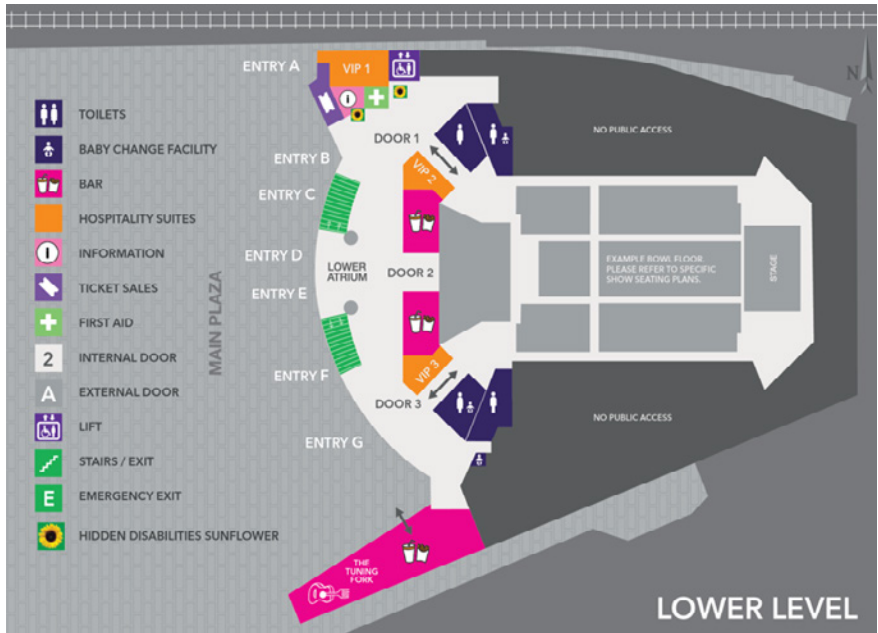 ENTRY A
VIP 1
N
I
TOILETS
DOOR 1
NO PUBLIC ACCESS
BABY CHANGE FACILITY
ENTRY B
VIP 2
BAR
ENTRY C
HOSPITALITY SUITES
I
INFORMATION
ENTRY D
LOWER
ATRIUM
DOOR 2
EXAMPLE BOWL FLOOR.
PLEASE REFER TO SPECIFIC
SHOW SEATING PLANS.
STAGE
TICKET SALES
ENTRY E
MAIN PLAZA
FIRST AID
2
INTERNAL DOOR
ENTRY F
VIP 3
A
EXTERNAL DOOR
DOOR 3
NO PUBLIC ACCESS
LIFT
ENTRY G
STAIRS / EXIT
E
EMERGENCY EXIT
HIDDEN DISABILITIES SUNFLOWER
THE
TUNING
FORK
LOWER LEVEL